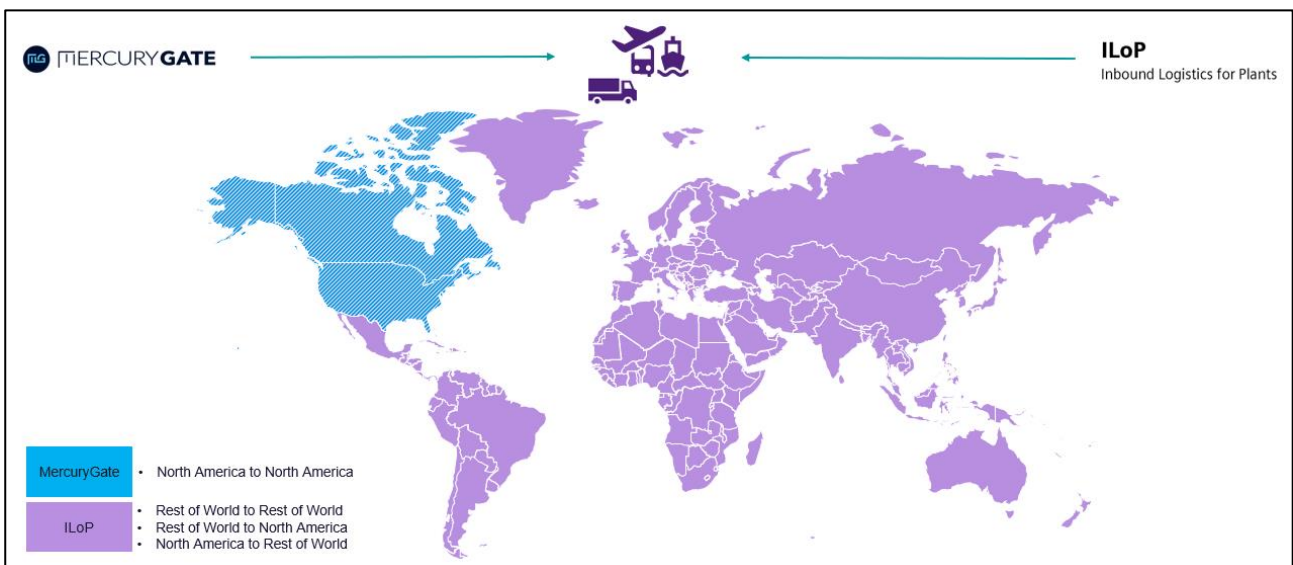 MG MERCURYGATE
ILoP
Inbound Logistics for Plants
MercuryGate
• North America to North America
ILoP
• Rest of World to Rest of World
• Rest of World to North America
• North America to Rest of World